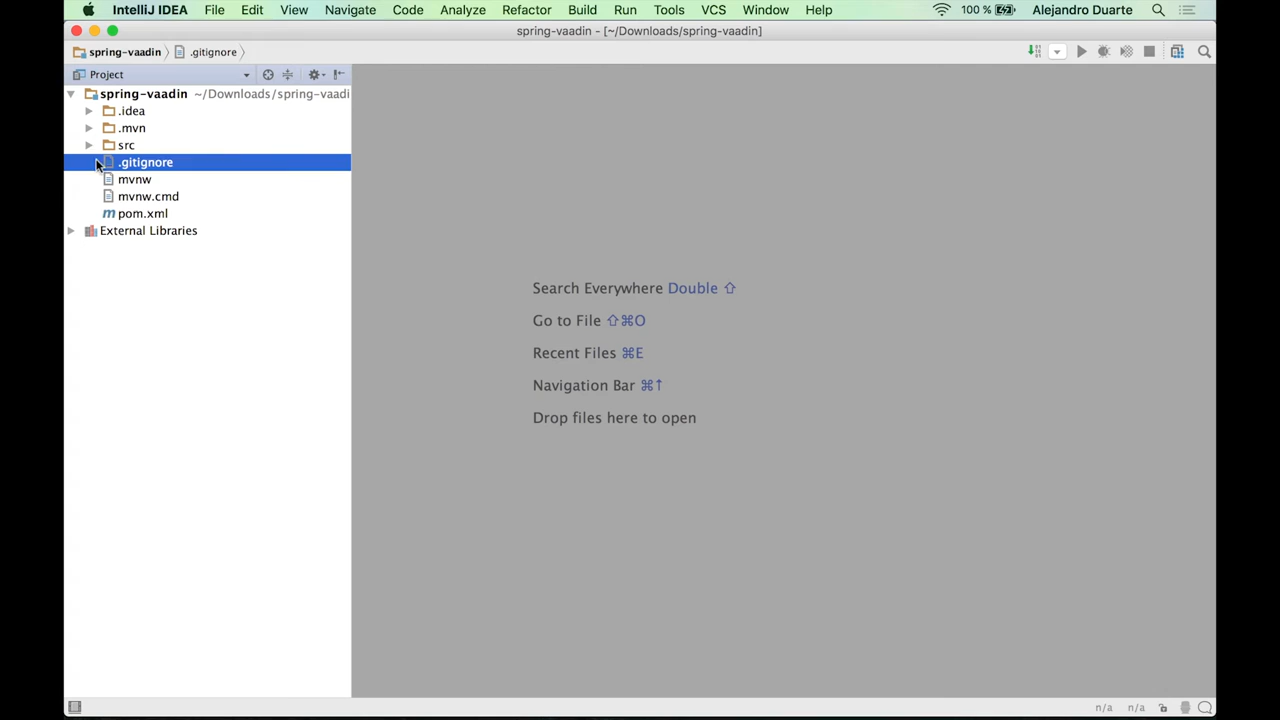 IntelliJ IDEA File Edit View Navigate Code Analyze Refactor Build Run Tools VCS Window Help 100 % Alejandro Duarte
spring-vaadin - [~/Downloads/spring-vaadin]
spring-vaadin .gitignore
Project
spring-vaadin ~/Downloads/spring-vaadi
.idea
.mvn
src
.gitignore
mvnw
mvnw.cmd
pom.xml
External Libraries
Search Everywhere Double ⇧
Go to File ⇧⌘O
Recent Files ⌘E
Navigation Bar ⌘↑
Drop files here to open
n/a n/a